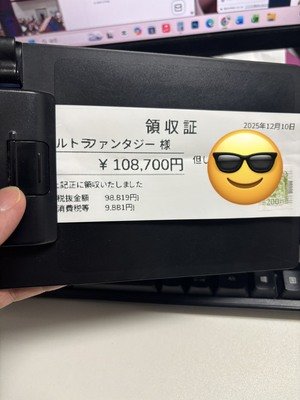 領収証
2025年12月10日
ルトラファンタジー 様
¥108,700円 但し
上記正に領収いたしました
税抜金額 98,819円)
消費税等 9,881円)
200